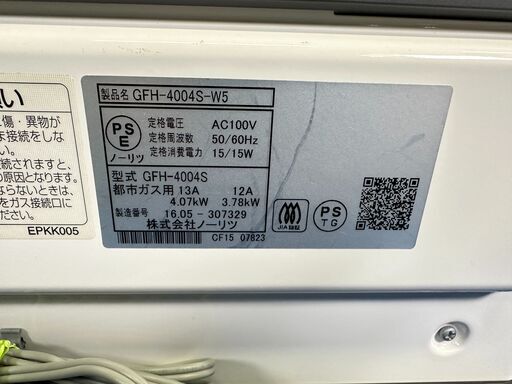 い
傷・異物が
ま接続をしな
続されますと、
の原因となります。
ならないときは
ガス接続口に
ださい。
EPKK005
製品名 GFH-4004S-W5
PS
E
ノーリツ
定格電圧 AC100V
定格周波数 50/60Hz
定格消費電力 15/15W
型式 GFH-4004S
都市ガス用 13A 12A
4.07kW 3.78kW
製造番号 16.05-307329
株式会社ノーリツ
CF15 07823
JIA認証
PS
TG